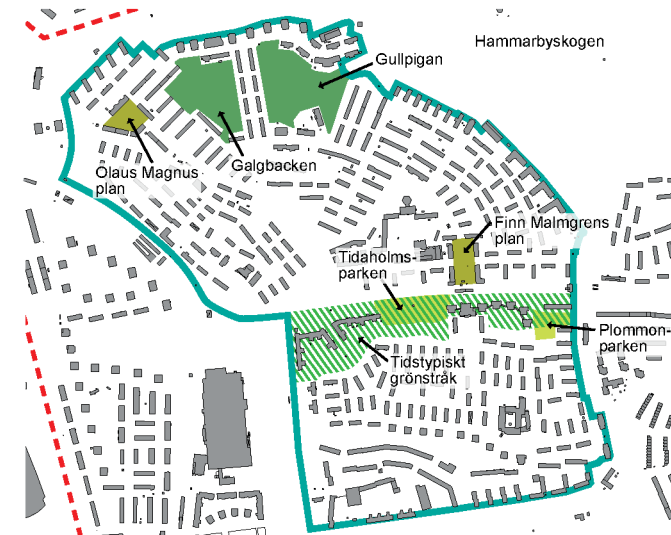 Hammarbyskogen
Gullpigan
Galgbacken
Olaus Magnus
plan
Finn Malmgrens
plan
Tidaholms-
parken
Plommon-
parken
Tidstypiskt
grönstråk